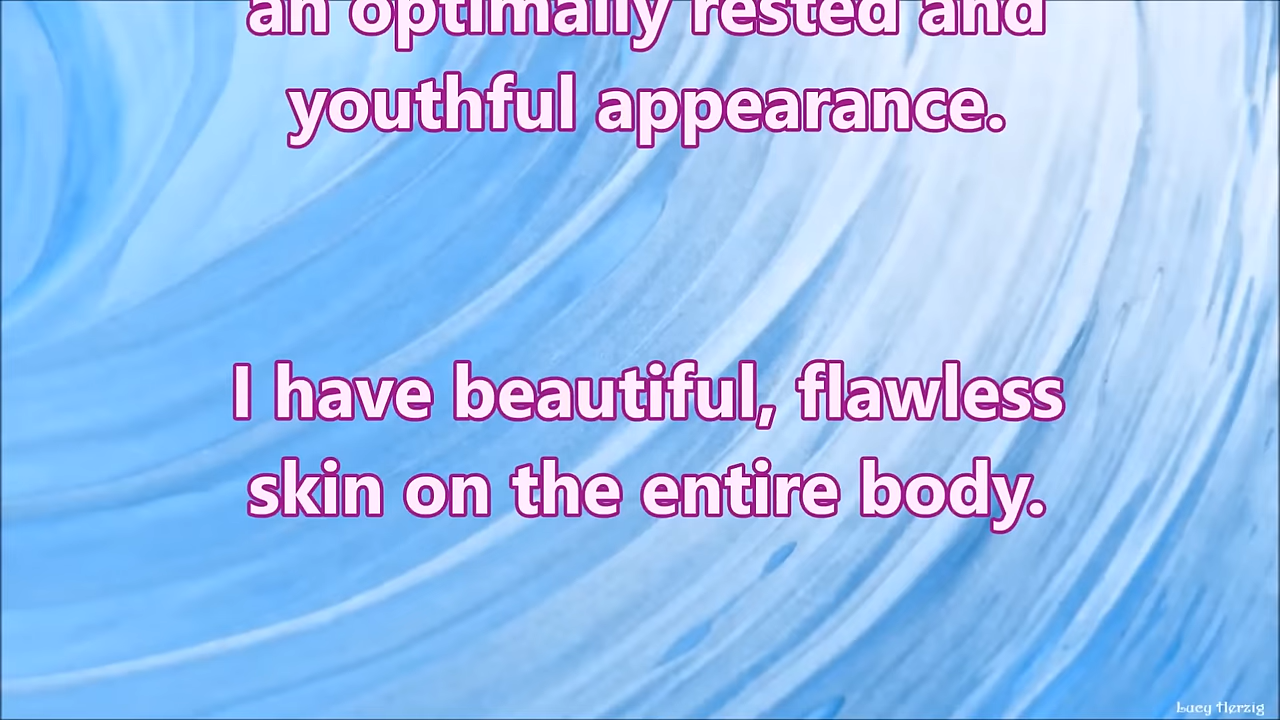 an optimally rested and
youthful appearance.
I have beautiful, flawless
skin on the entire body.
Lucy Herzig